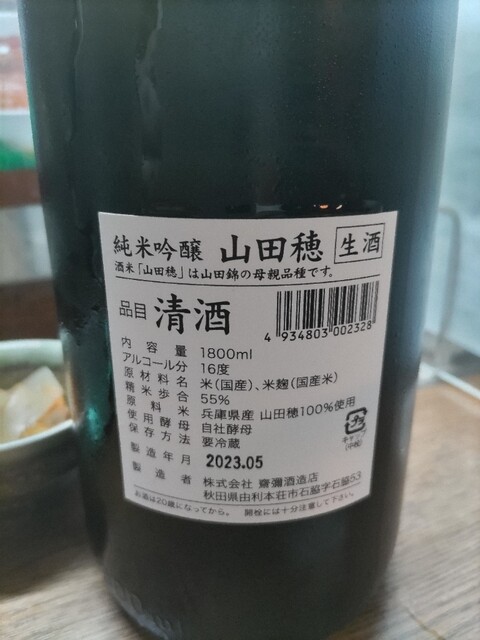 純米吟醸 山田穂 生酒
酒米「山田穂」は山田錦の母親品種です。
品目 清酒
4 934803 002328
内容量 1800ml
アルコール分 16度
原材料名 米(国産)、米麹(国産米)
精米歩合 55%
原料米 兵庫県産 山田穂100%使用
使用酵母 自社酵母
保存方法 要冷蔵
キャップ
(中栓)
製造年月 2023.05
製造者 株式会社 齋彌酒造店
秋田県由利本荘市石脇字石脇53
お酒は20歳になってから。 開栓には十分注意して下さい。